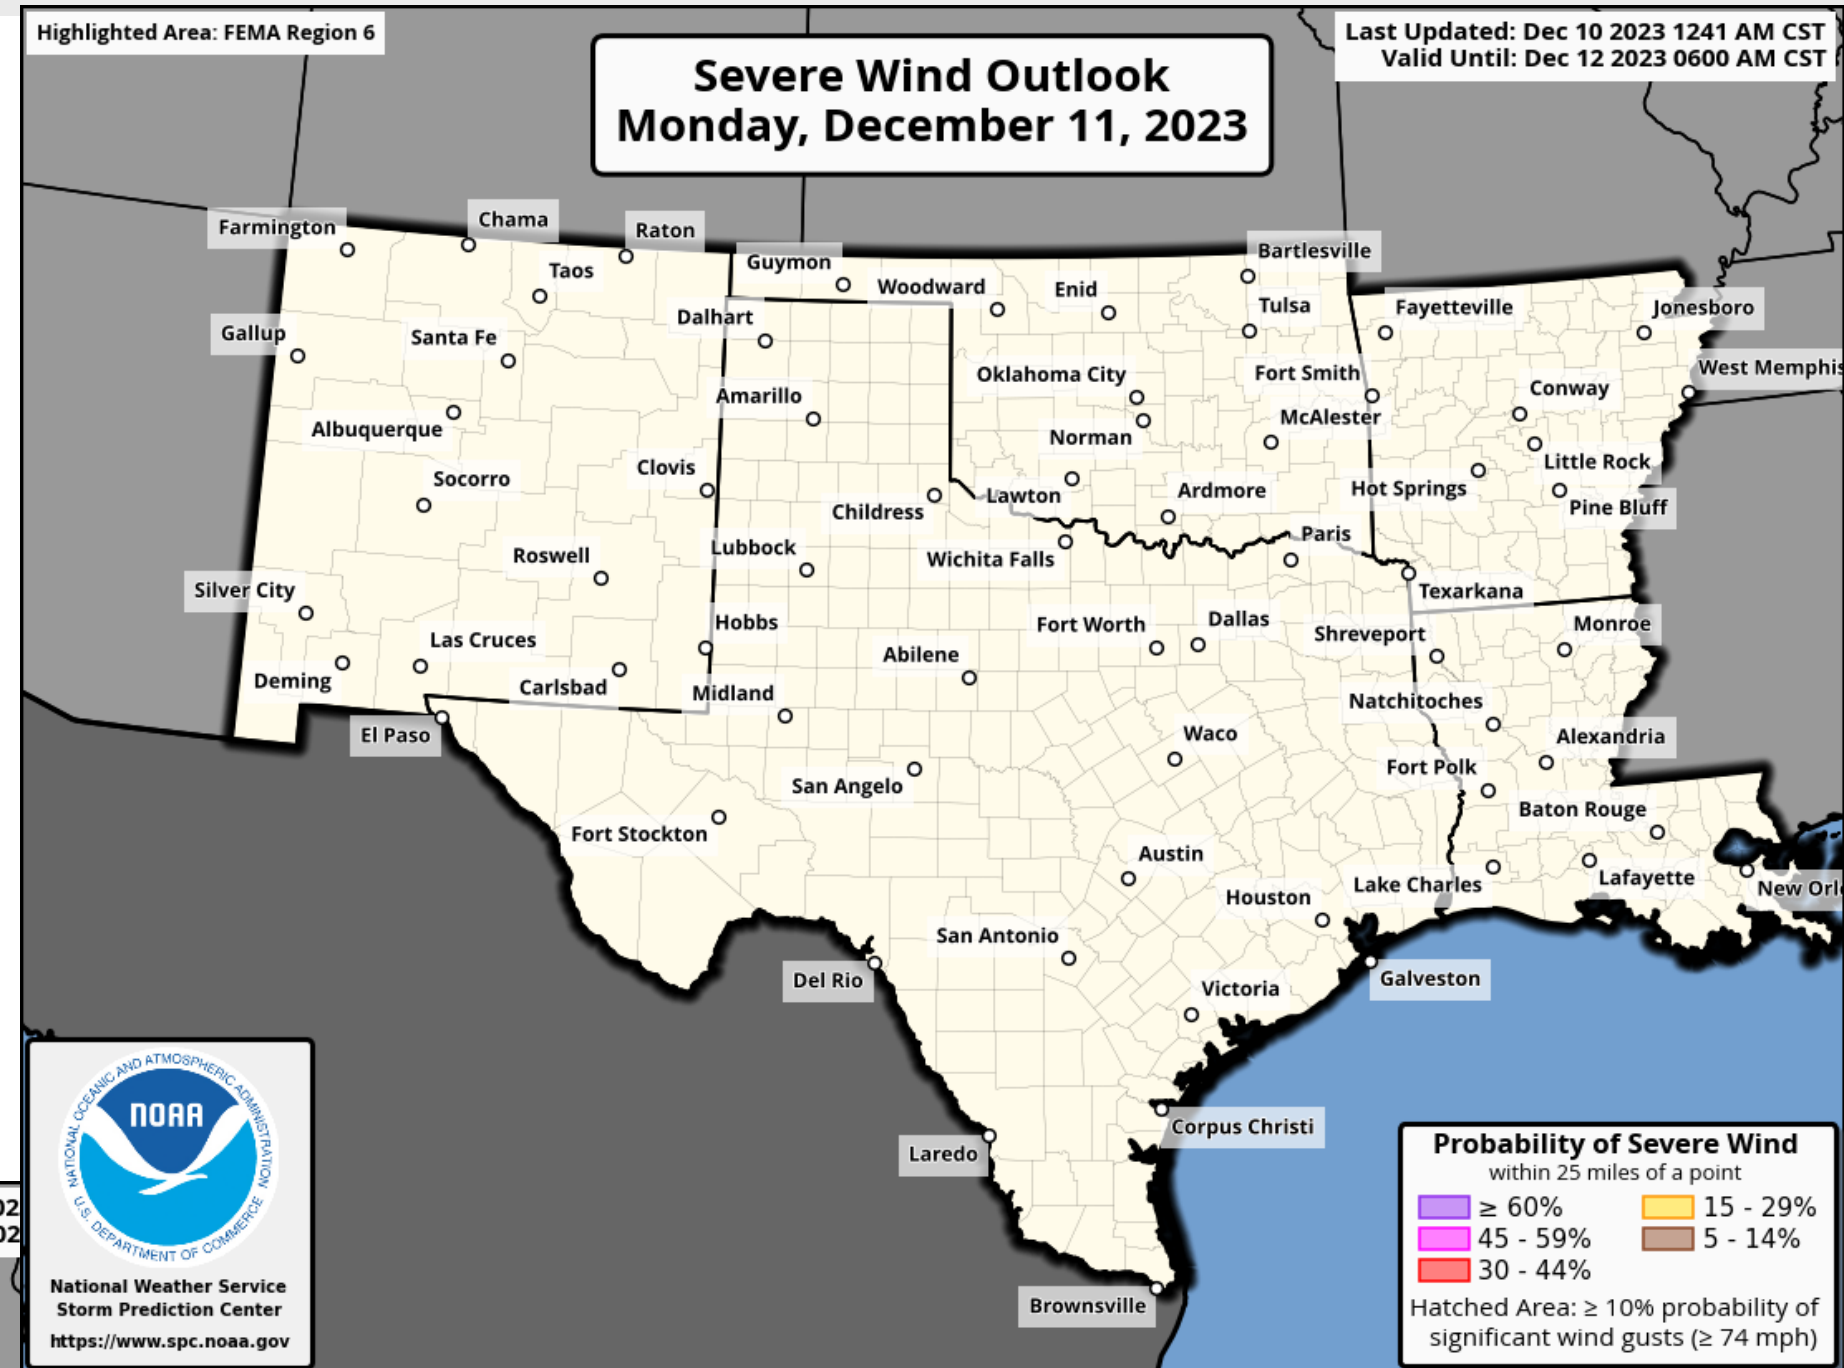 Highlighted Area: FEMA Region 6
Severe Wind Outlook
Monday, December 11, 2023
Last Updated: Dec 10 2023 1241 AM CST
Valid Until: Dec 12 2023 0600 AM CST
Farmington
Chama
Raton
Taos
Guymon
Woodward
Enid
Bartlesville
Tulsa
Fayetteville
Jonesboro
Gallup
Santa Fe
Dalhart
Amarillo
Oklahoma City
Fort Smith
West Memphis
Conway
Albuquerque
Norman
McAlester
Little Rock
Socorro
Clovis
Childress
Lawton
Ardmore
Hot Springs
Pine Bluff
Roswell
Lubbock
Wichita Falls
Paris
Texarkana
Silver City
Hobbs
Fort Worth
Dallas
Shreveport
Monroe
Las Cruces
Abilene
Deming
Carlsbad
Midland
Natchitoches
El Paso
Waco
Alexandria
San Angelo
Fort Polk
Fort Stockton
Baton Rouge
Austin
Houston
Lake Charles
Lafayette
New Orl
San Antonio
Del Rio
Victoria
Galveston
Corpus Christi
Laredo
Brownsville
NATIONAL OCEANIC AND ATMOSPHERIC ADMINISTRATION
NOAA
U.S. DEPARTMENT OF COMMERCE
National Weather Service
Storm Prediction Center
https://www.spc.noaa.gov
02
02
Probability of Severe Wind
within 25 miles of a point
≥ 60% 15 - 29%
45 - 59% 5 - 14%
30 - 44%
Hatched Area: ≥ 10% probability of
significant wind gusts (≥ 74 mph)